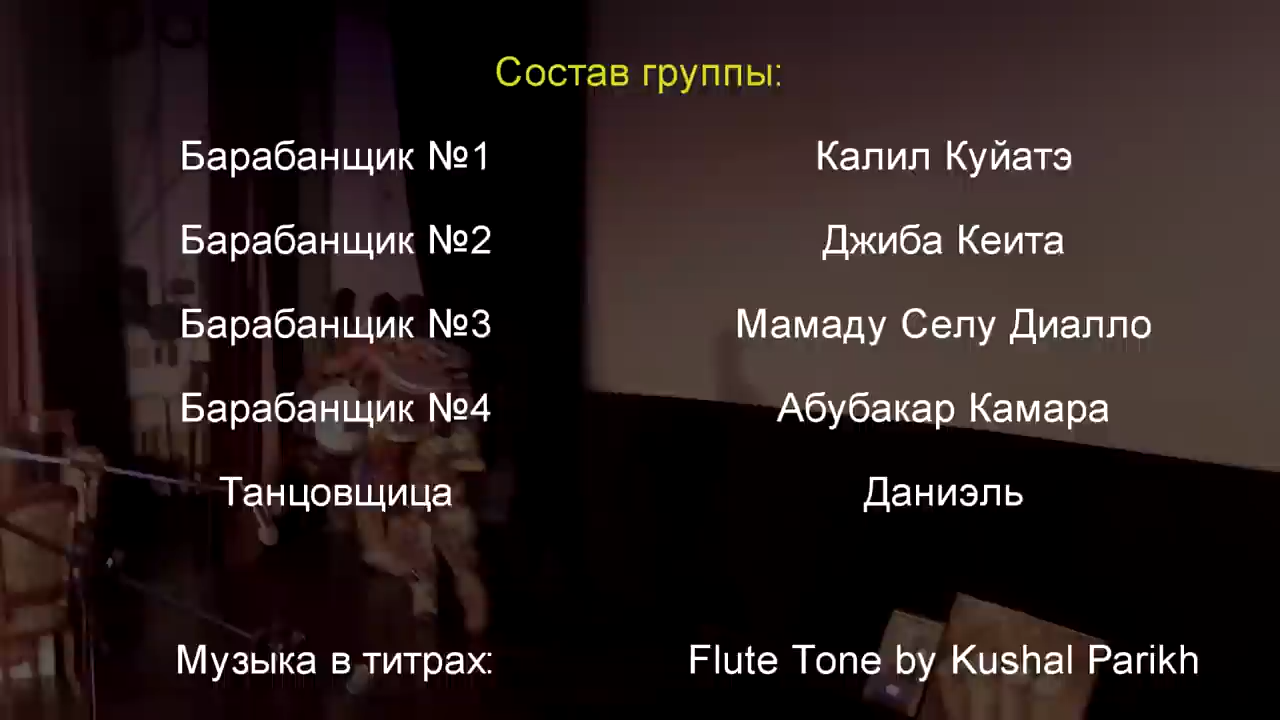 Состав группы:
Барабанщик №1 Калил Куйатэ
Барабанщик №2 Джиба Кеита
Барабанщик №3 Мамаду Селу Диалло
Барабанщик №4 Абубакар Камара
Танцовщица Даниэль
Музыка в титрах: Flute Tone by Kushal Parikh